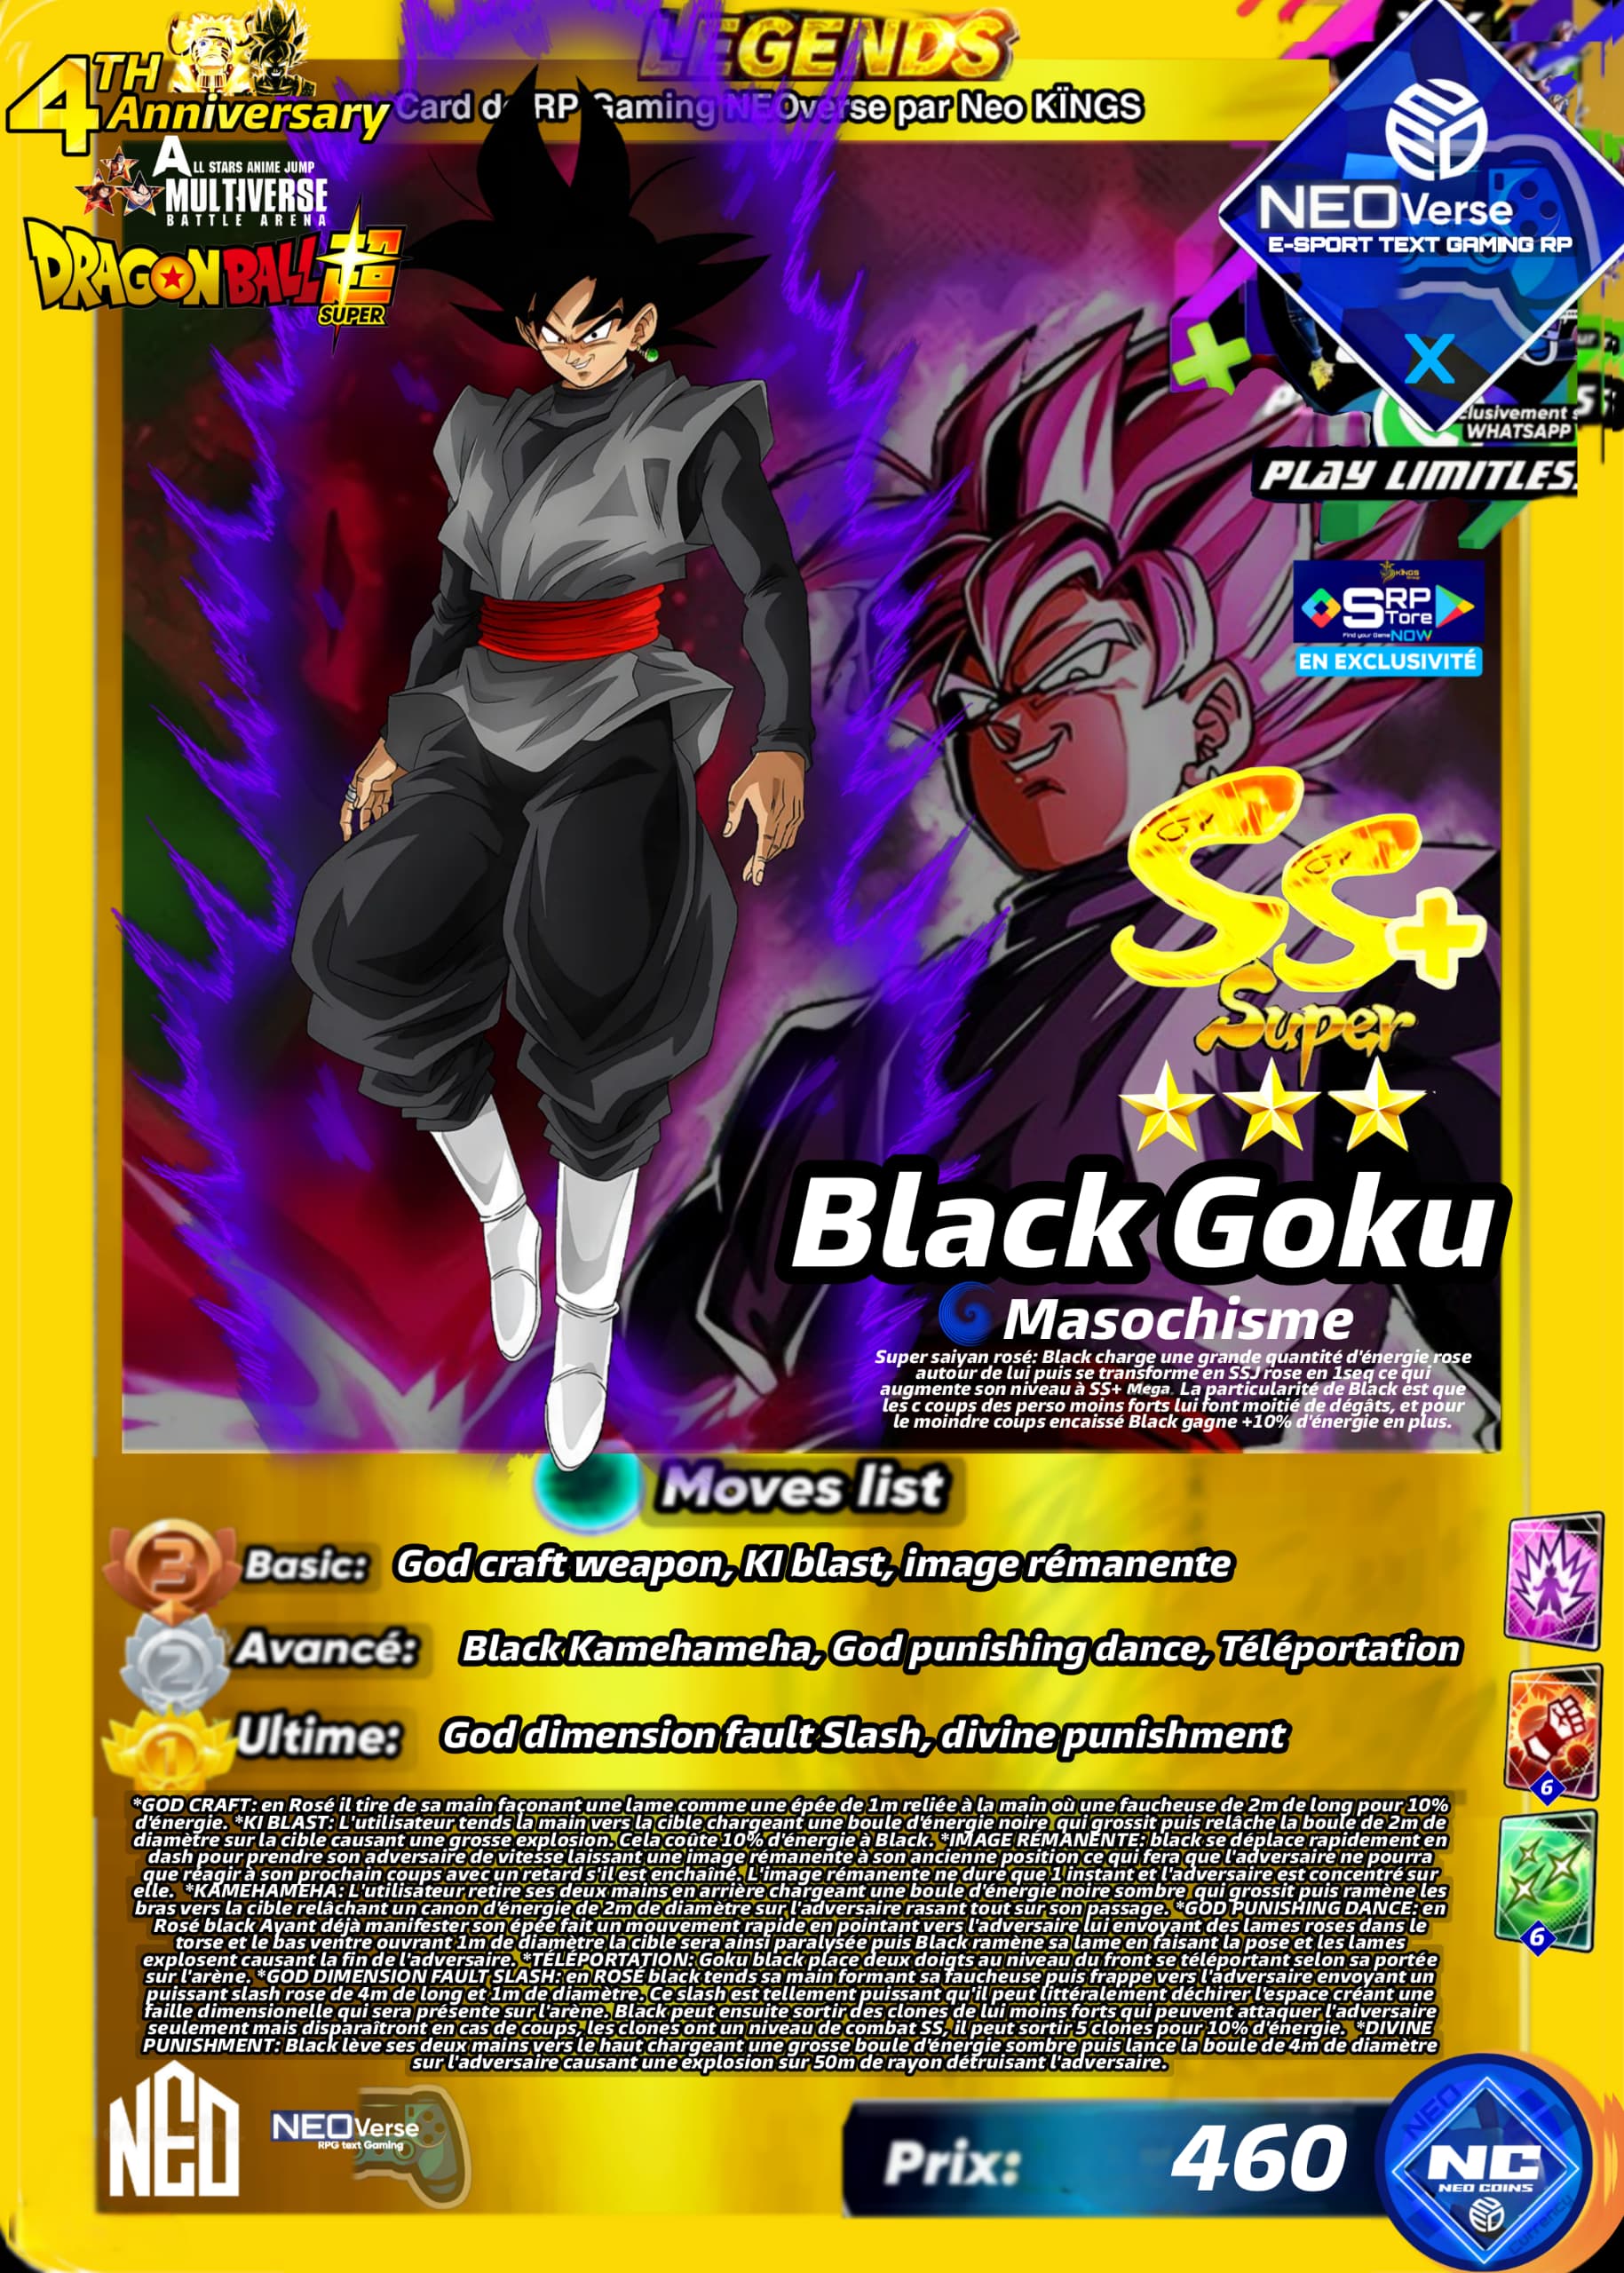 LEGENDS
4TH
Anniversary
Card de RP Gaming NEOverse par Neo KÏNGS
ALL STARS ANIME JUMP
MULTIVERSE
BATTLE ARENA
DRAGON BALL 超
SUPER
NEOVerse
E-SPORT TEXT GAMING RP
X
clusivement s
WHATSAPP
PLAY LIMITLES
KINGS
SRP
Tore
Find your Game NOW
EN EXCLUSIVITÉ
SS+
Super
Black Goku
Masochisme
Super saiyan rosé: Black charge une grande quantité d'énergie rose
autour de lui puis se transforme en SSJ rose en 1seq ce qui
augmente son niveau à SS+ Mega. La particularité de Black est que
les c coups des perso moins forts lui font moitié de dégâts, et pour
le moindre coups encaissé Black gagne +10% d'énergie en plus.
Moves list
3 Basic: God craft weapon, KI blast, image rémanente
2 Avancé: Black Kamehameha, God punishing dance, Téléportation
1 Ultime: God dimension fault Slash, divine punishment
6
6
*GOD CRAFT: en Rosé il tire de sa main façonant une lame comme une épée de 1m reliée à la main où une faucheuse de 2m de long pour 10%
d'énergie. *KI BLAST: L'utilisateur tends la main vers la cible chargeant une boule d'énergie noire qui grossit puis relâche la boule de 2m de
diamètre sur la cible causant une grosse explosion. Cela coûte 10% d'énergie à Black. *IMAGE RÉMANENTE: black se déplace rapidement en
dash pour prendre son adversaire de vitesse laissant une image rémanente à son ancienne position ce qui fera que l'adversaire ne pourra
que réagir à son prochain coups avec un retard s'il est enchaîné. L'image rémanente ne dure que 1 instant et l'adversaire est concentré sur
elle. *KAMEHAMEHA: L'utilisateur retire ses deux mains en arrière chargeant une boule d'énergie noire sombre qui grossit puis ramène les
bras vers la cible relâchant un canon d'énergie de 2m de diamètre sur l'adversaire rasant tout sur son passage. *GOD PUNISHING DANCE: en
Rosé black Ayant déjà manifester son épée fait un mouvement rapide en pointant vers l'adversaire lui envoyant des lames roses dans le
torse et le bas ventre ouvrant 1m de diamètre la cible sera ainsi paralysée puis Black ramène sa lame en faisant la pose et les lames
explosent causant la fin de l'adversaire. *TÉLÉPORTATION: Goku black place deux doigts au niveau du front se téléportant selon sa portée
sur l'arène. *GOD DIMENSION FAULT SLASH: en ROSE black tends sa main formant sa faucheuse puis frappe vers l'adversaire envoyant un
puissant slash rose de 4m de long et 1m de diamètre. Ce slash est tellement puissant qu'il peut littéralement déchirer l'espace créant une
faille dimensionelle qui sera présente sur l'arène. Black peut ensuite sortir des clones de lui moins forts qui peuvent attaquer l'adversaire
seulement mais disparaîtront en cas de coups, les clones ont un niveau de combat SS, il peut sortir 5 clones pour 10% d'énergie. *DIVINE
PUNISHMENT: Black lève ses deux mains vers le haut chargeant une grosse boule d'énergie sombre puis lance la boule de 4m de diamètre
sur l'adversaire causant une explosion sur 50m de rayon détruisant l'adversaire.
NEO
NEOVerse
RPG text Gaming
Prix: 460
NC
NEO COINS